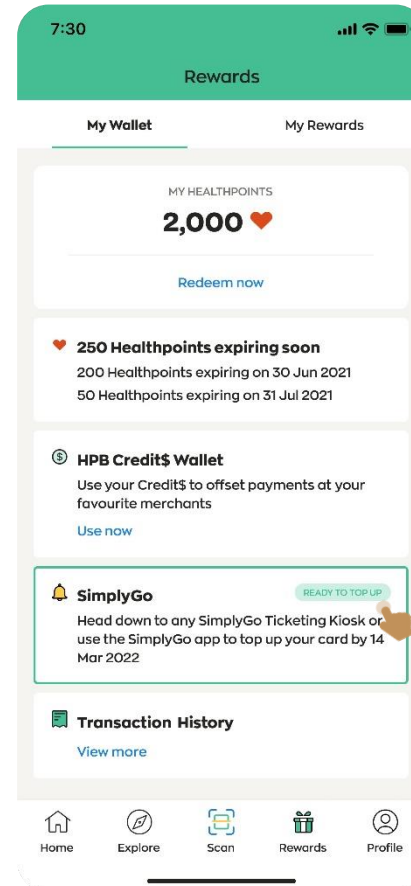 7:30
Rewards
My Wallet
My Rewards
MY HEALTHPOINTS
2,000
Redeem now
250 Healthpoints expiring soon
200 Healthpoints expiring on 30 Jun 2021
50 Healthpoints expiring on 31 Jul 2021
HPB Credit$ Wallet
Use your Credit$ to offset payments at your
favourite merchants
Use now
SimplyGo
READY TO TOP UP
Head down to any SimplyGo Ticketing Kiosk or
use the SimplyGo app to top up your card by 14
Mar 2022
Transaction History
View more
Home
Explore
Scan
Rewards
Profile